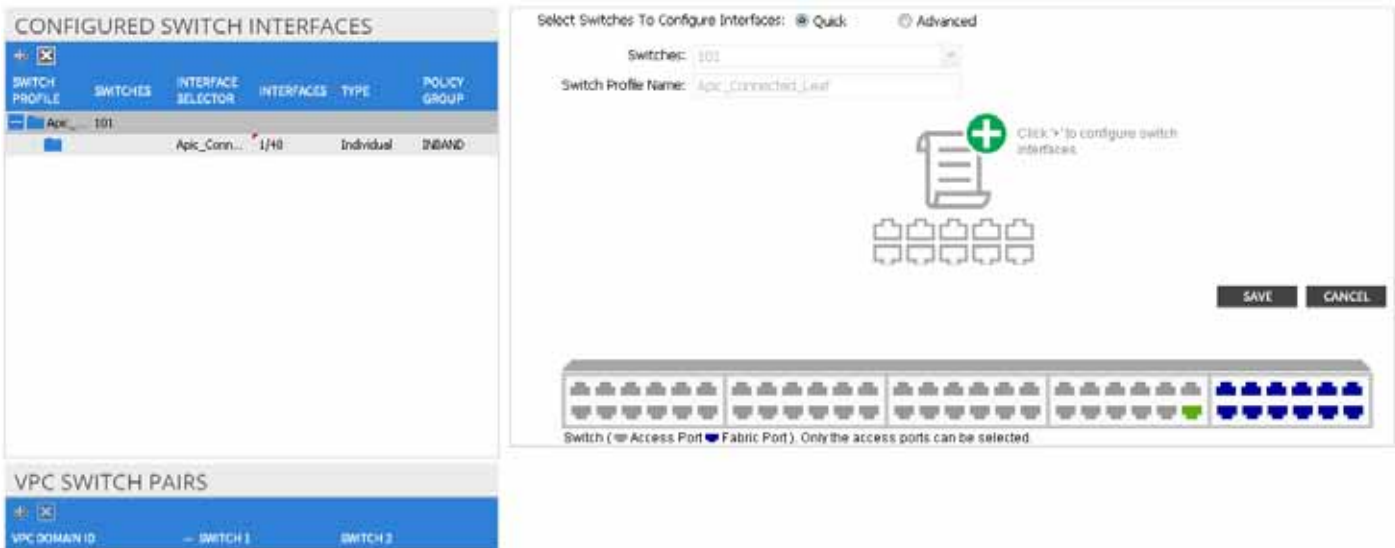 CONFIGURED SWITCH INTERFACES
SWITCH PROFILE SWITCHES INTERFACE SELECTOR INTERFACES TYPE POLICY GROUP
Apic_... 101
Apic_Conn... 1/48 Individual INBAND
VPC SWITCH PAIRS
VPC DOMAIN ID SWITCH 1 SWITCH 2
Select Switches To Configure Interfaces: Quick Advanced
Switches: 101
Switch Profile Name: Apic_Connected_Leaf
Click '+' to configure switch
interfaces
SAVE CANCEL
Switch ( Access Port Fabric Port ). Only the access ports can be selected.